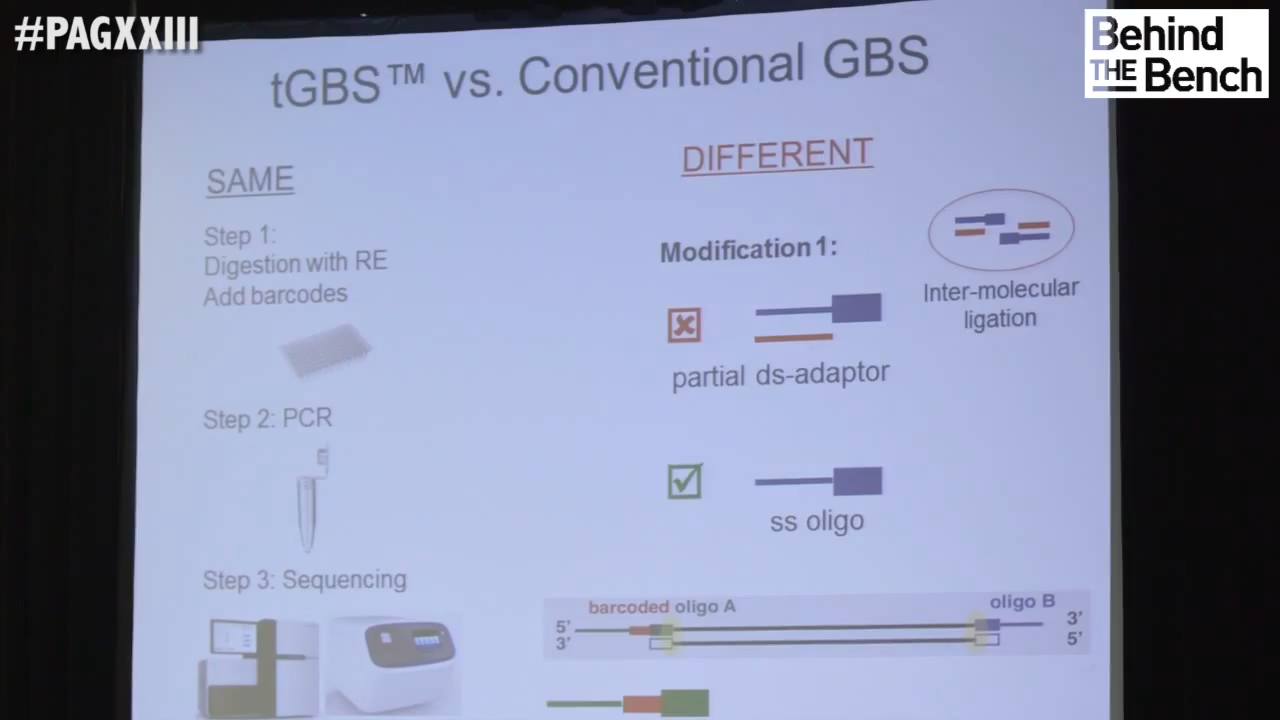 #PAGXXIII
Behind
THE Bench
tGBS™ vs. Conventional GBS
SAME
Step 1:
Digestion with RE
Add barcodes
Step 2: PCR
Step 3: Sequencing
DIFFERENT
Modification 1:
Inter-molecular
ligation
partial ds-adaptor
ss oligo
barcoded oligo A
oligo B
5’
3’
3’
5’